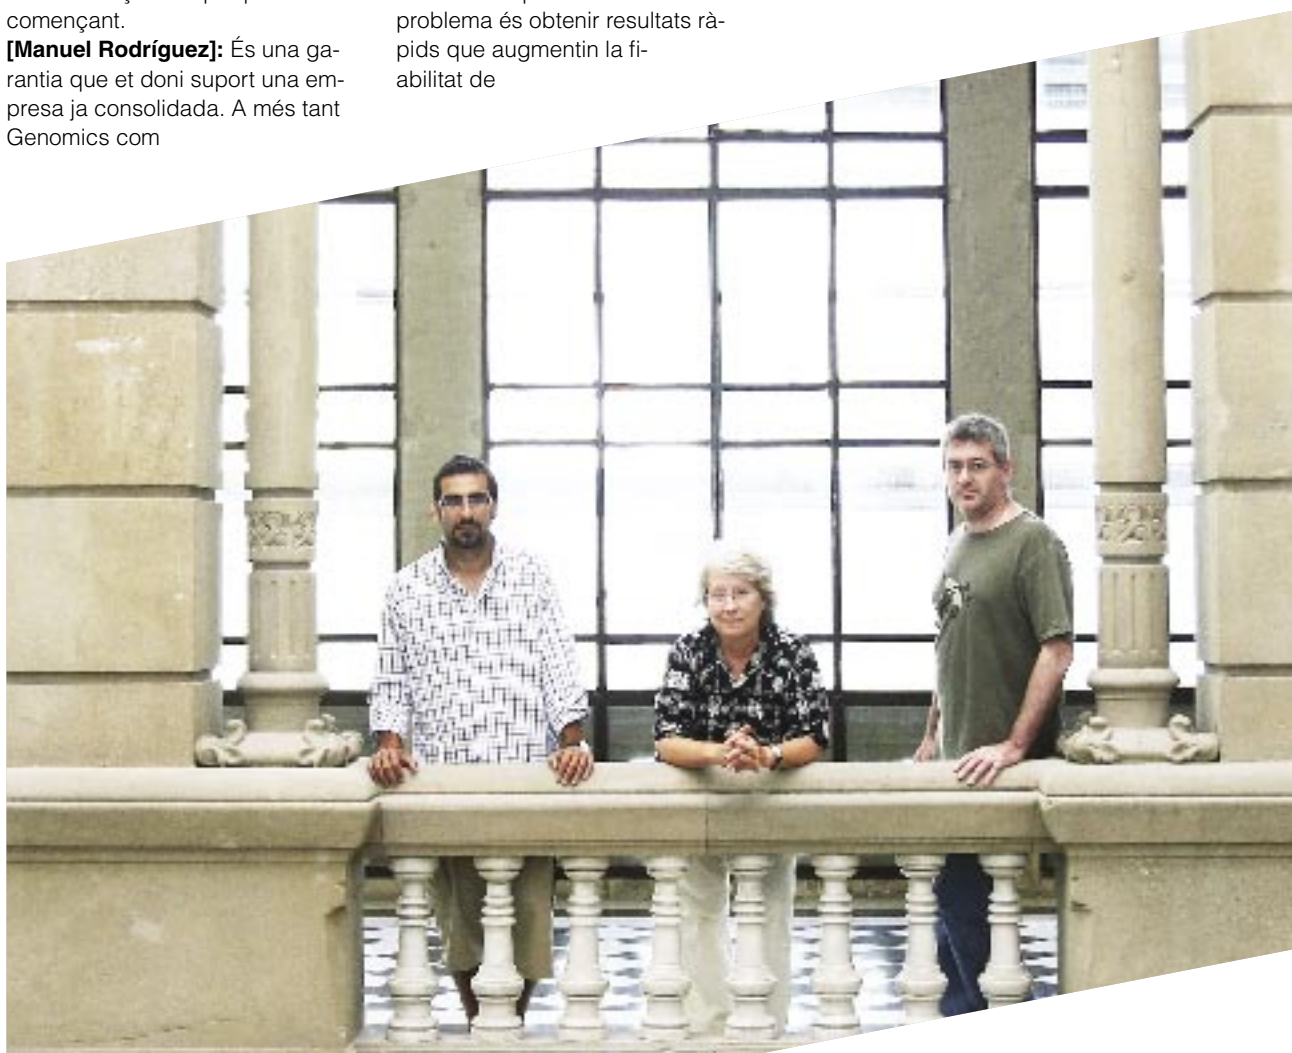 començant.
[Manuel Rodríguez]: És una ga-
rantia que et doni suport una em-
presa ja consolidada. A més tant
Genomics com
problema és obtenir resultats rà-
pids que augmentin la fi-
abilitat de